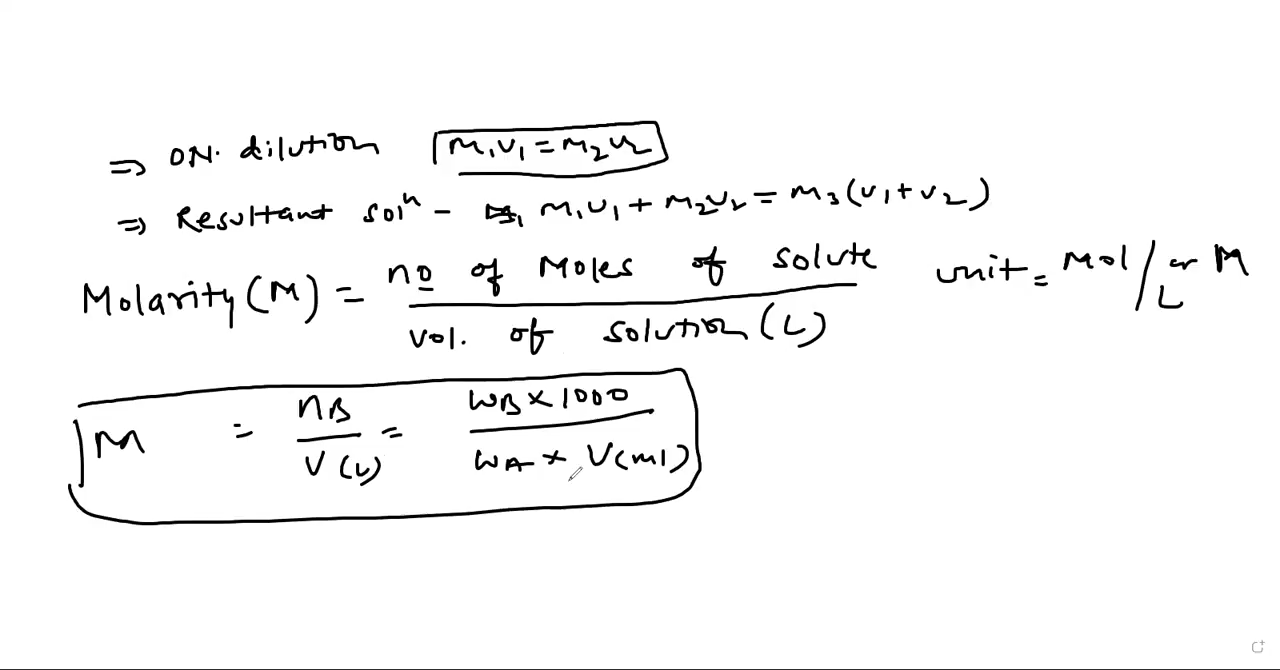 ⇒ ON. dilution M₁V₁ = M₂V₂
⇒ Resultant solⁿ - M₁V₁ + M₂V₂ = M₃(V₁+V₂)
Molarity (M) = no of Moles of solute / vol. of solution (L) unit = Mol/L or M
M = nB / V(L) = WB × 1000 / WA × V(ml)